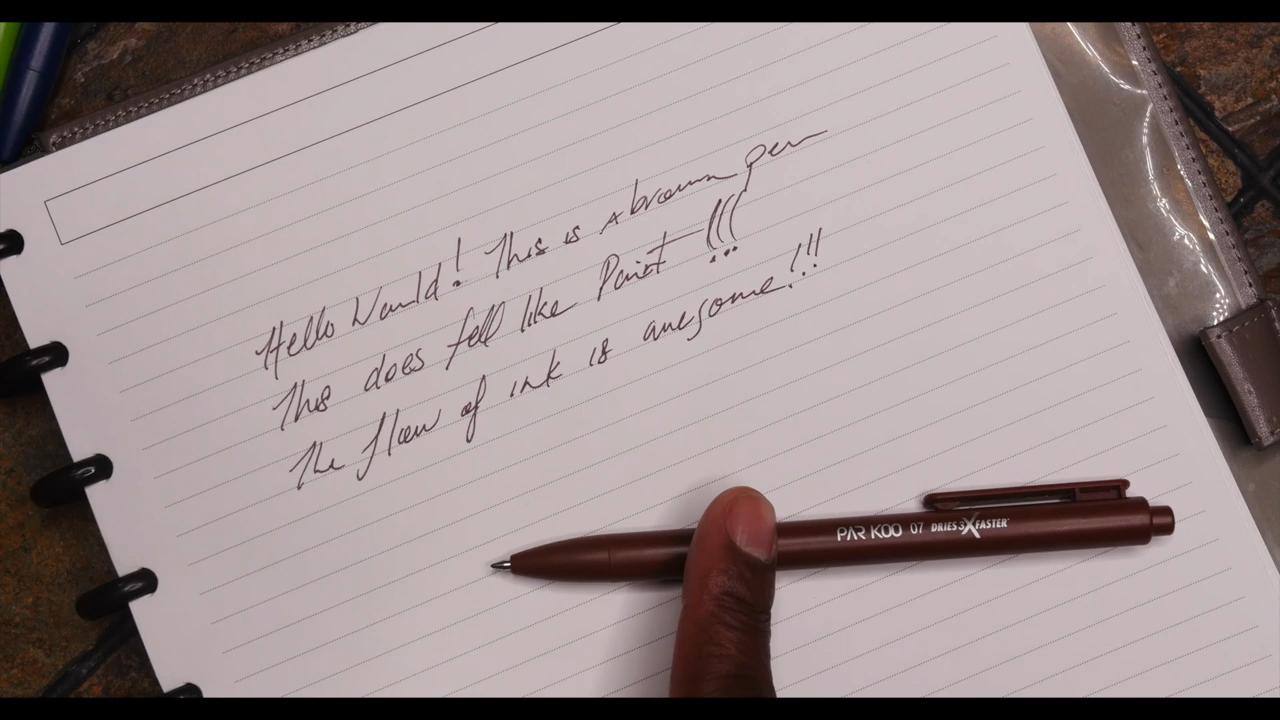 Hello World! This is a brown pen
This does fell like Paint !!!
The flow of ink is awesome!!!
PARKOO 07 DRIES 3X FASTER